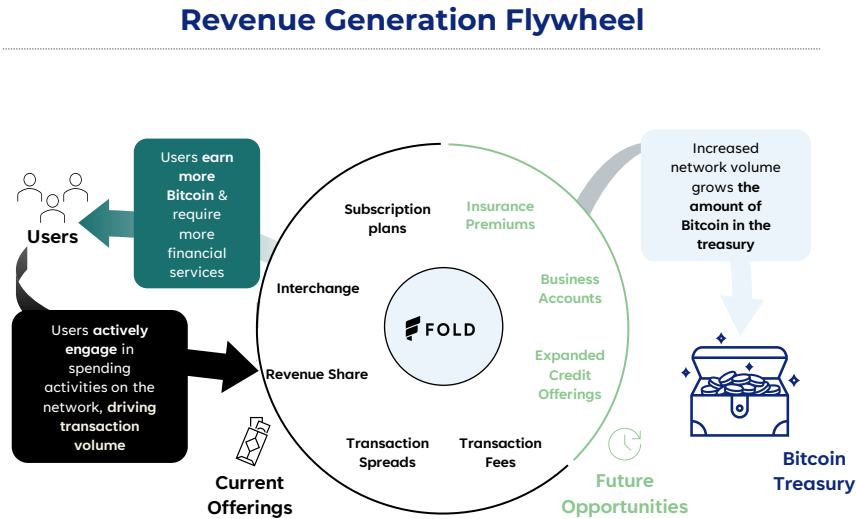 Revenue Generation Flywheel
Users earn
more
Bitcoin &
require
more
financial
services
Users
Users actively
engage in
spending
activities on the
network, driving
transaction
volume
Subscription
plans
Interchange
Revenue Share
Transaction
Spreads
Transaction
Fees
Insurance
Premiums
Business
Accounts
Expanded
Credit
Offerings
FOLD
Current
Offerings
Future
Opportunities
Increased
network volume
grows the
amount of
Bitcoin in the
treasury
Bitcoin
Treasury